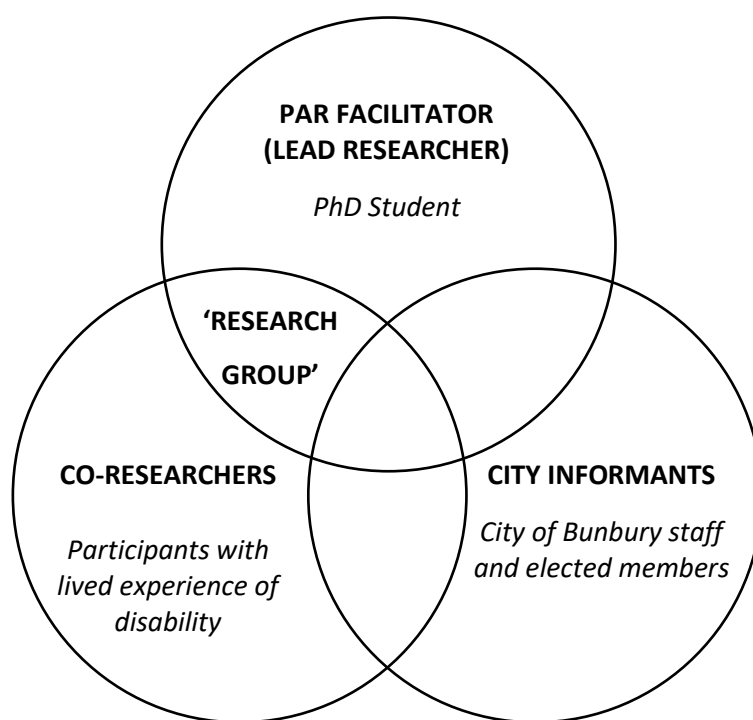 PAR FACILITATOR
(LEAD RESEARCHER)
PhD Student
‘RESEARCH
GROUP’
CO-RESEARCHERS
Participants with
lived experience of
disability
CITY INFORMANTS
City of Bunbury staff
and elected members